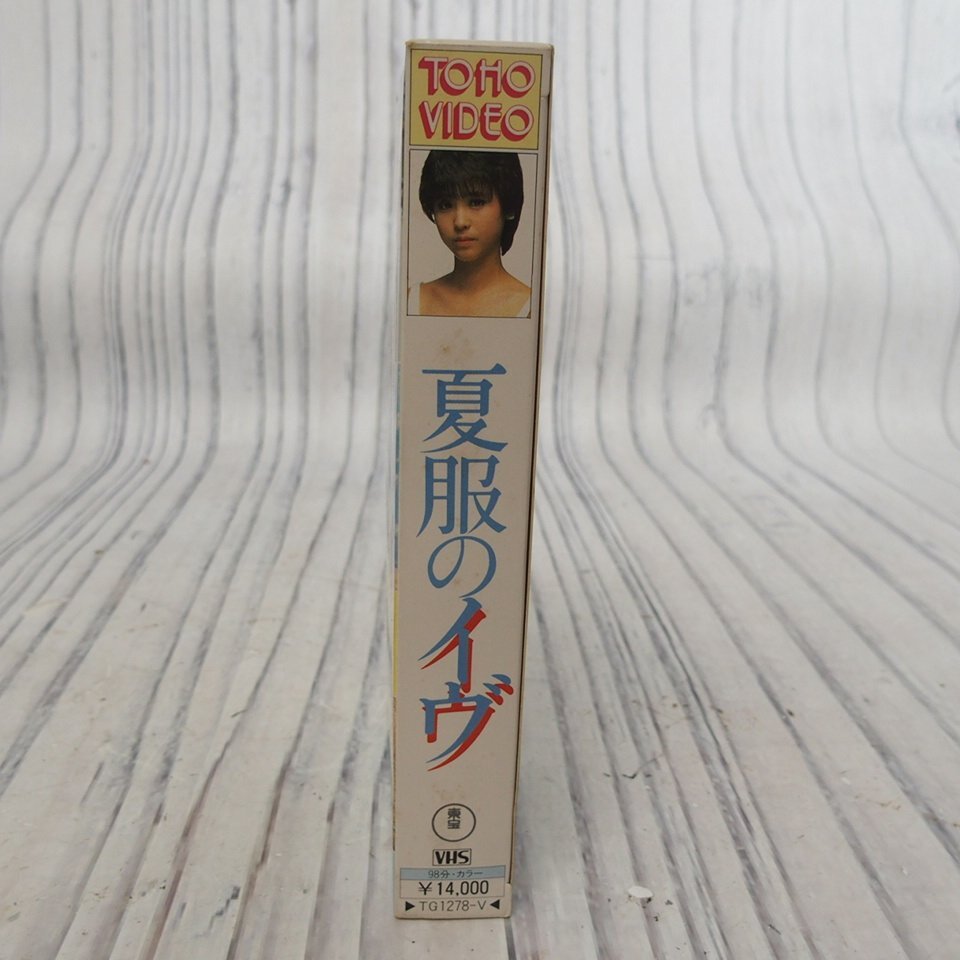 TOHO
VIDEO
夏服のイヴ
東宝
VHS
98分・カラー
¥14,000
▶TG1278-V◀